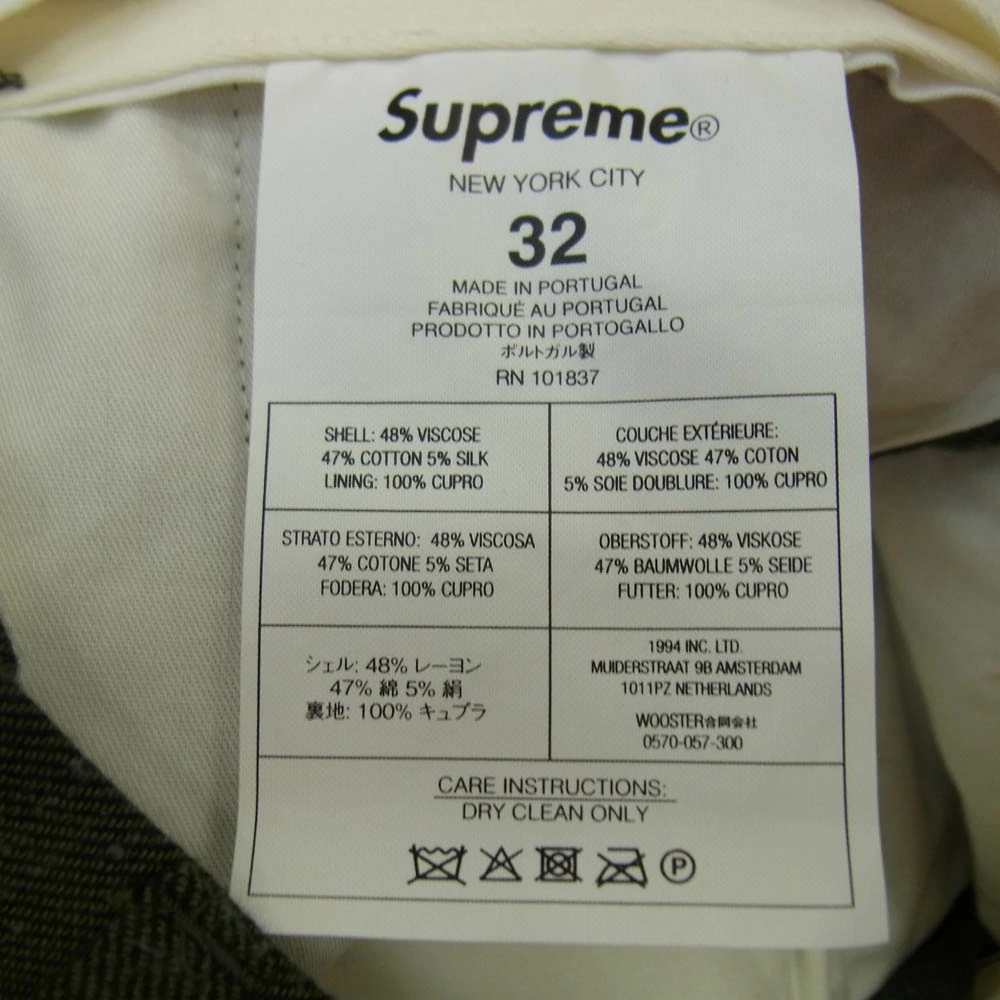 Supreme®
NEW YORK CITY
32
MADE IN PORTUGAL
FABRIQUÉ AU PORTUGAL
PRODOTTO IN PORTOGALLO
ポルトガル製
RN 101837
SHELL: 48% VISCOSE
47% COTTON 5% SILK
LINING: 100% CUPRO
COUCHE EXTÉRIEURE:
48% VISCOSE 47% COTON
5% SOIE DOUBLURE: 100% CUPRO
STRATO ESTERNO: 48% VISCOSA
47% COTONE 5% SETA
FODERA: 100% CUPRO
OBERSTOFF: 48% VISKOSE
47% BAUMWOLLE 5% SEIDE
FUTTER: 100% CUPRO
シェル: 48% レーヨン
47% 綿 5% 絹
裏地: 100% キュプラ
1994 INC. LTD.
MUIDERSTRAAT 9B AMSTERDAM
1011PZ NETHERLANDS
WOOSTER合同会社
0570-057-300
CARE INSTRUCTIONS:
DRY CLEAN ONLY
P